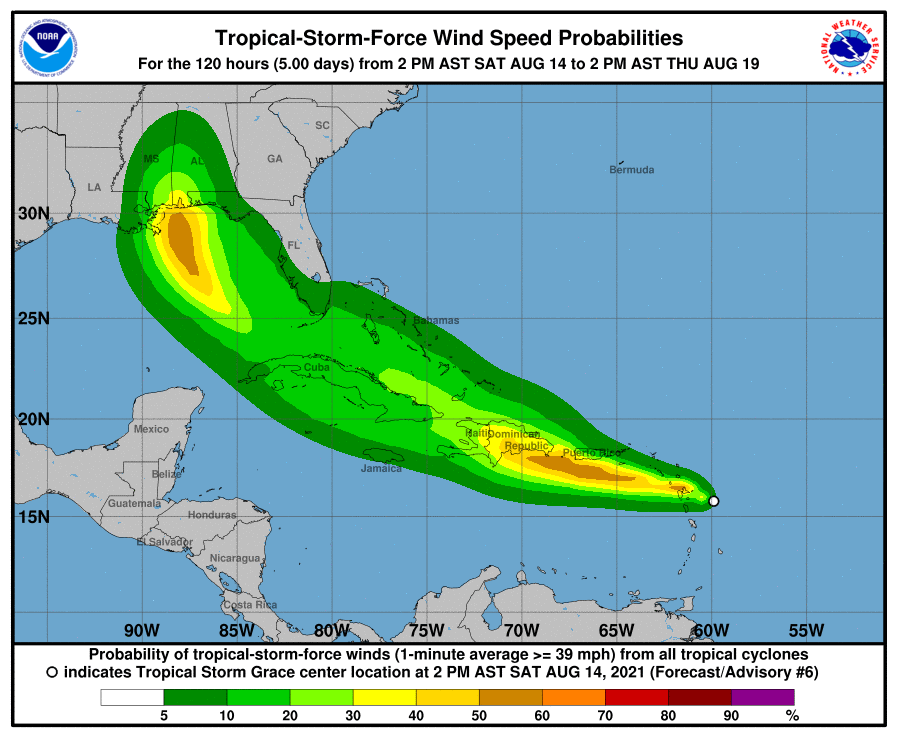 Tropical-Storm-Force Wind Speed Probabilities
For the 120 hours (5.00 days) from 2 PM AST SAT AUG 14 to 2 PM AST THU AUG 19
NOAA
NATIONAL WEATHER SERVICE
SC
MS AL GA
LA
Bermuda
30N
FL
25N
Bahamas
Cuba
20N
Mexico
Haiti Dominican Republic
Puerto Rico
Jamaica
Belize
Guatemala
15N
Honduras
El Salvador
Nicaragua
Costa Rica
90W 85W 80W 75W 70W 65W 60W 55W
Probability of tropical-storm-force winds (1-minute average >= 39 mph) from all tropical cyclones
indicates Tropical Storm Grace center location at 2 PM AST SAT AUG 14, 2021 (Forecast/Advisory #6)
5 10 20 30 40 50 60 70 80 90 %